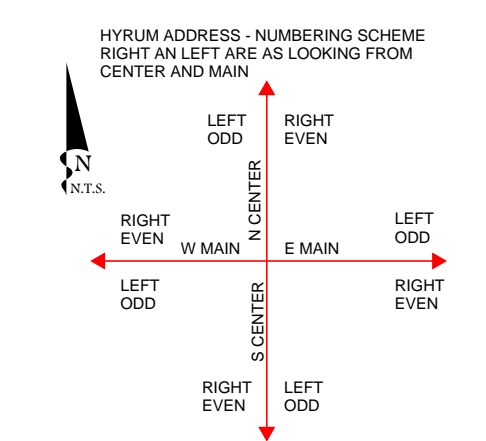 HYRUM ADDRESS - NUMBERING SCHEME
RIGHT AN LEFT ARE AS LOOKING FROM
CENTER AND MAIN
LEFT
ODD
RIGHT
EVEN
N
N.T.S.
N CENTER
RIGHT
EVEN
W MAIN
E MAIN
LEFT
ODD
LEFT
ODD
RIGHT
EVEN
S CENTER
RIGHT
EVEN
LEFT
ODD